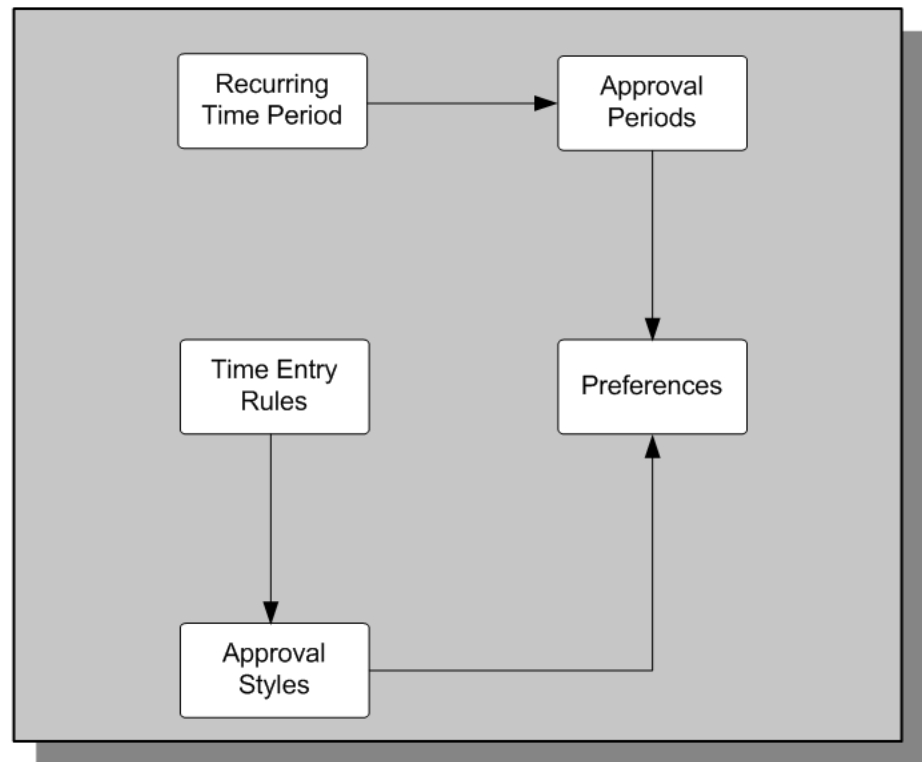 Recurring
Time Period
Approval
Periods
Time Entry
Rules
Preferences
Approval
Styles